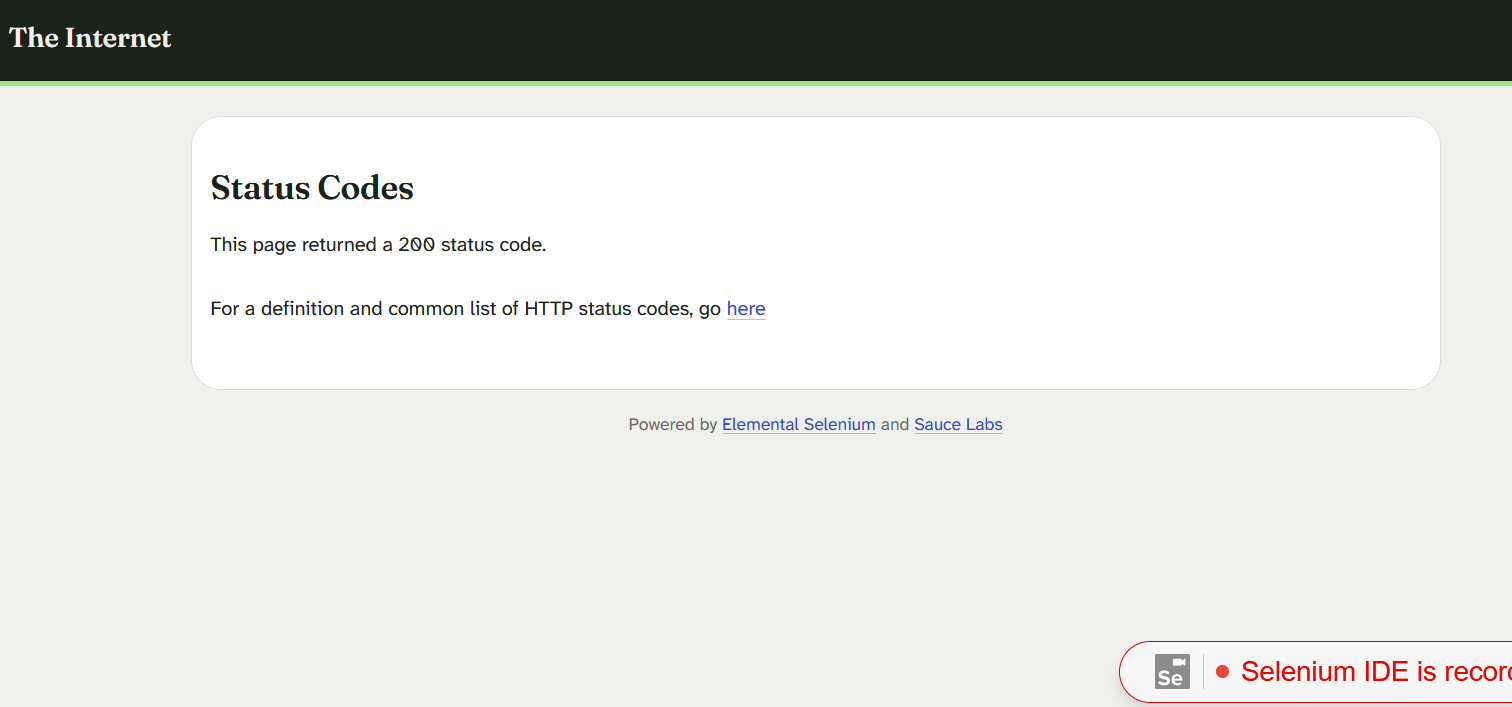 The Internet
Status Codes
This page returned a 200 status code.
For a definition and common list of HTTP status codes, go here
Powered by Elemental Selenium and Sauce Labs
Se
Selenium IDE is